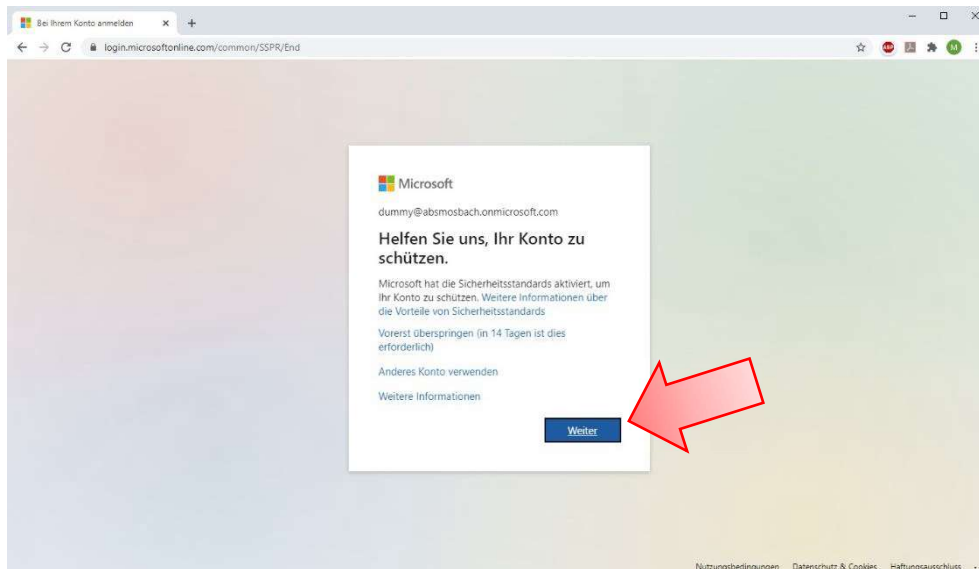 Bei Ihrem Konto anmelden
login.microsoftonline.com/common/SSPR/End
ABP
M
Microsoft
dummy@absmosbach.onmicrosoft.com
Helfen Sie uns, Ihr Konto zu
schützen.
Microsoft hat die Sicherheitsstandards aktiviert, um
Ihr Konto zu schützen. Weitere Informationen über
die Vorteile von Sicherheitsstandards
Vorerst überspringen (in 14 Tagen ist dies
erforderlich)
Anderes Konto verwenden
Weitere Informationen
Weiter
Nutzungsbedingungen Datenschutz & Cookies Haftungsausschluss